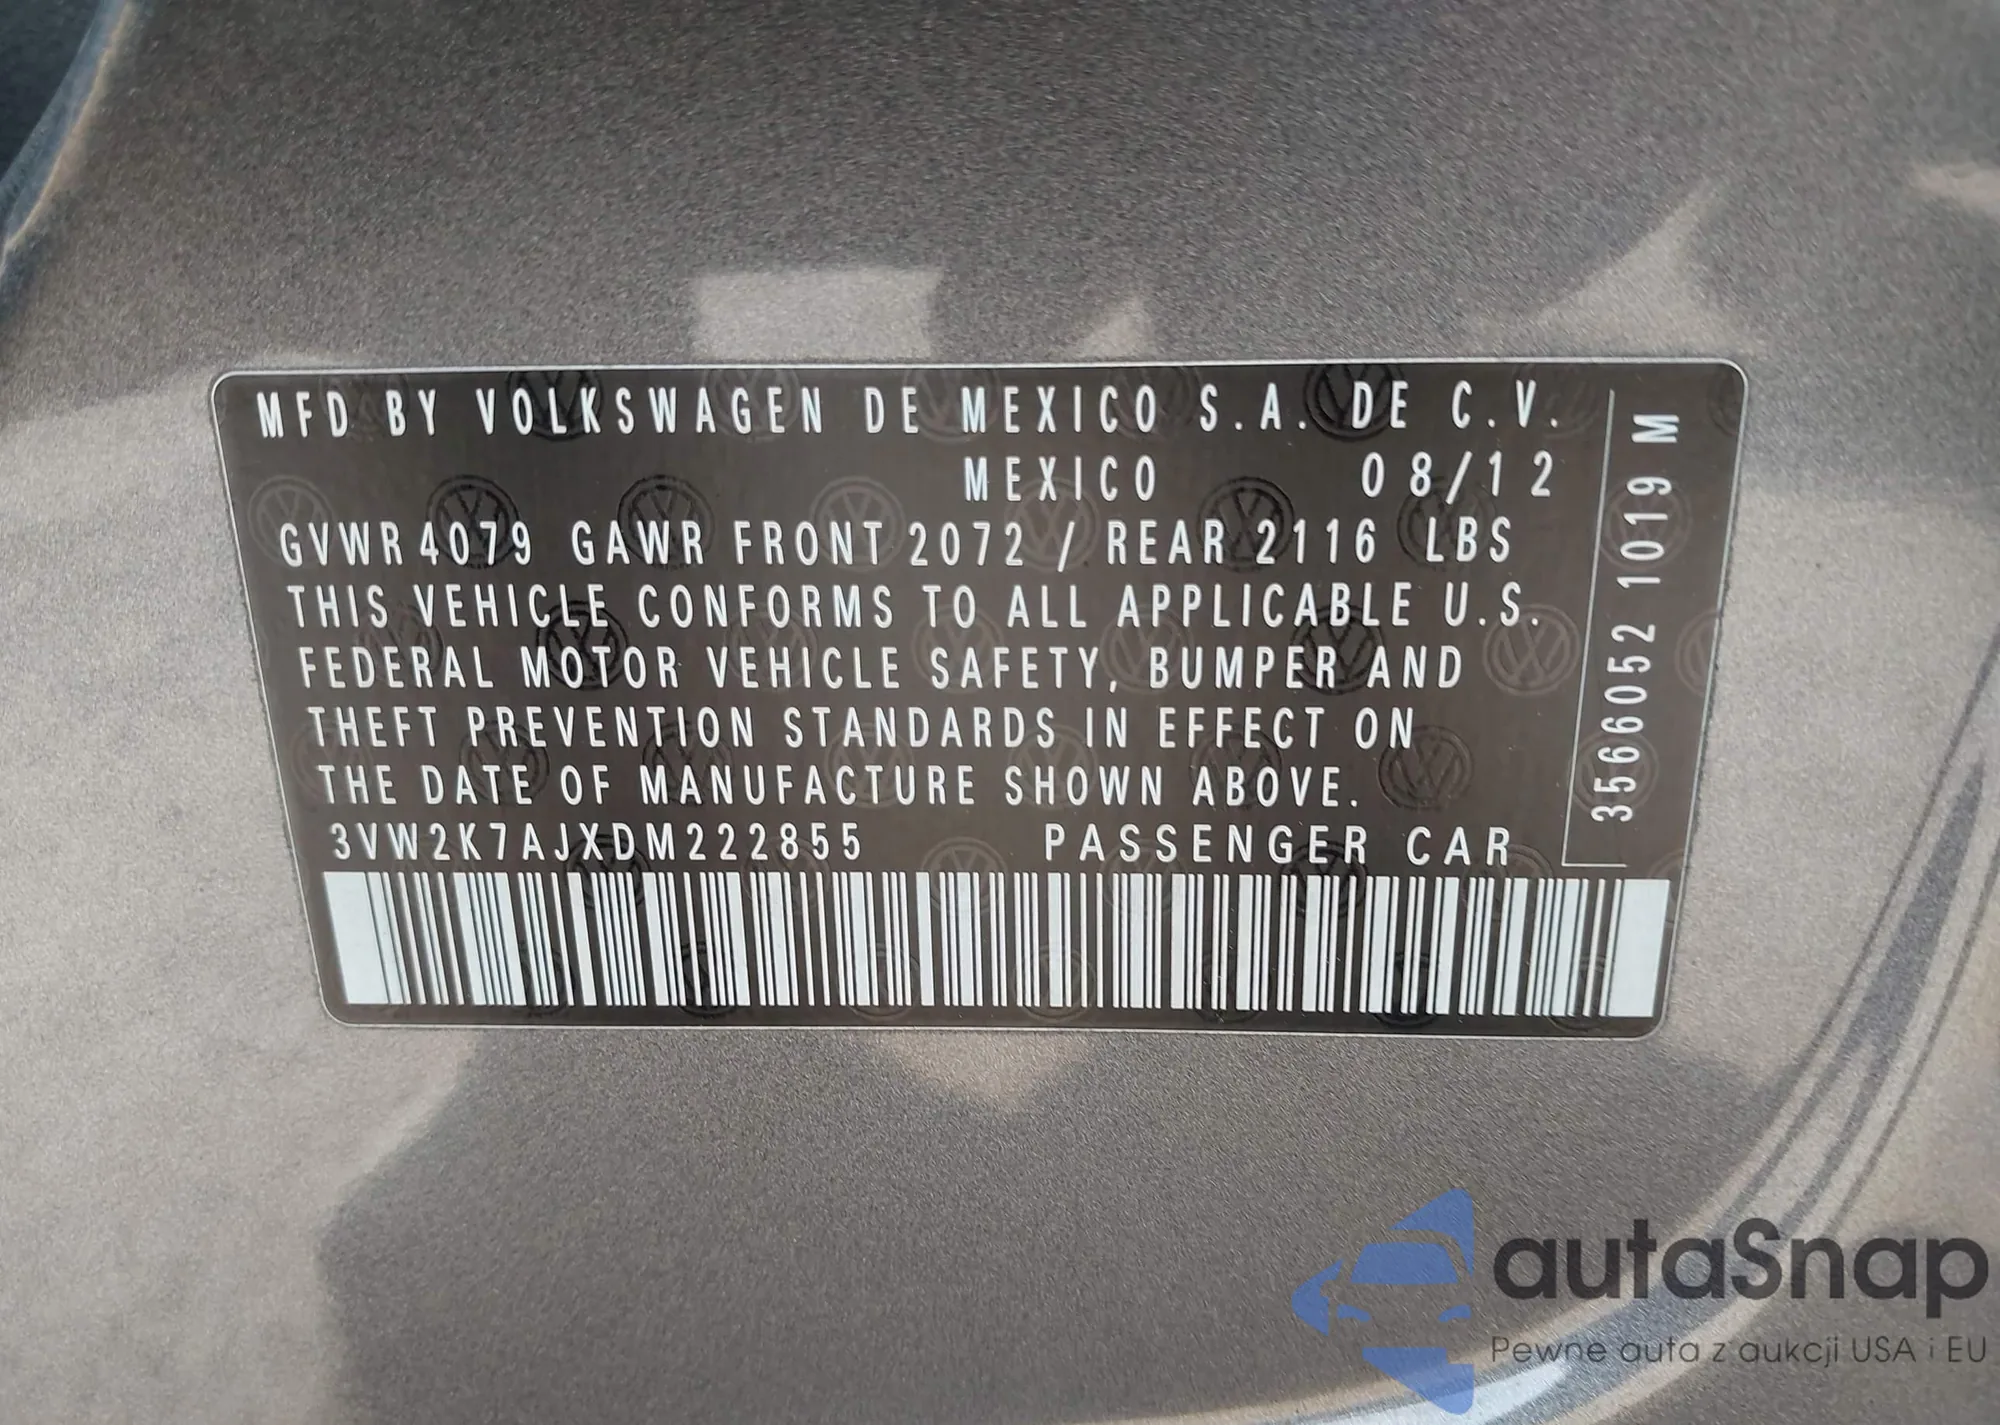 MFD BY VOLKSWAGEN DE MEXICO S.A. DE C.V.
MEXICO 08/12
GVWR 4079 GAWR FRONT 2072 / REAR 2116 LBS
THIS VEHICLE CONFORMS TO ALL APPLICABLE U.S.
FEDERAL MOTOR VEHICLE SAFETY, BUMPER AND
THEFT PREVENTION STANDARDS IN EFFECT ON
THE DATE OF MANUFACTURE SHOWN ABOVE.
3VW2K7AJXDM222855 PASSENGER CAR
3566052 1019 M
autaSnap
Pewne auta z aukcji USA i EU